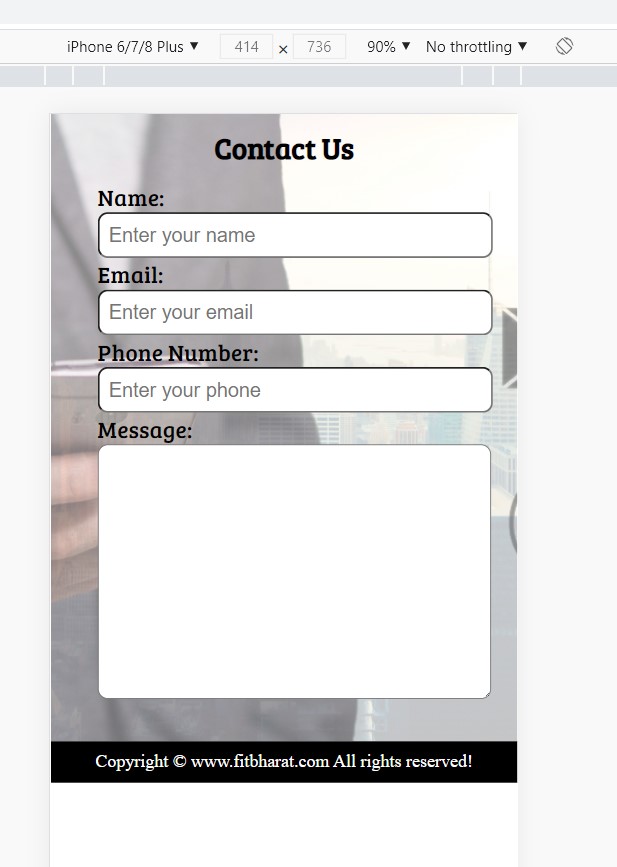 iPhone 6/7/8 Plus ▼ 414 × 736 90% ▼ No throttling ▼
Contact Us
Name:
Enter your name
Email:
Enter your email
Phone Number:
Enter your phone
Message:
Copyright © www.fitbharat.com All rights reserved!